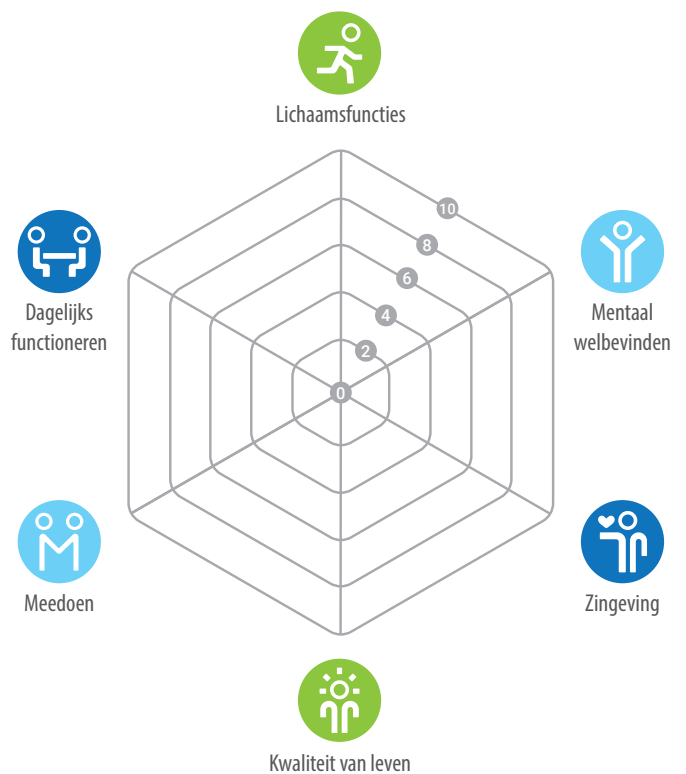 Lichaamsfuncties
10
8
6
4
2
0
Dagelijks
functioneren
Mentaal
welbevinden
Meedoen
Zingeving
Kwaliteit van leven